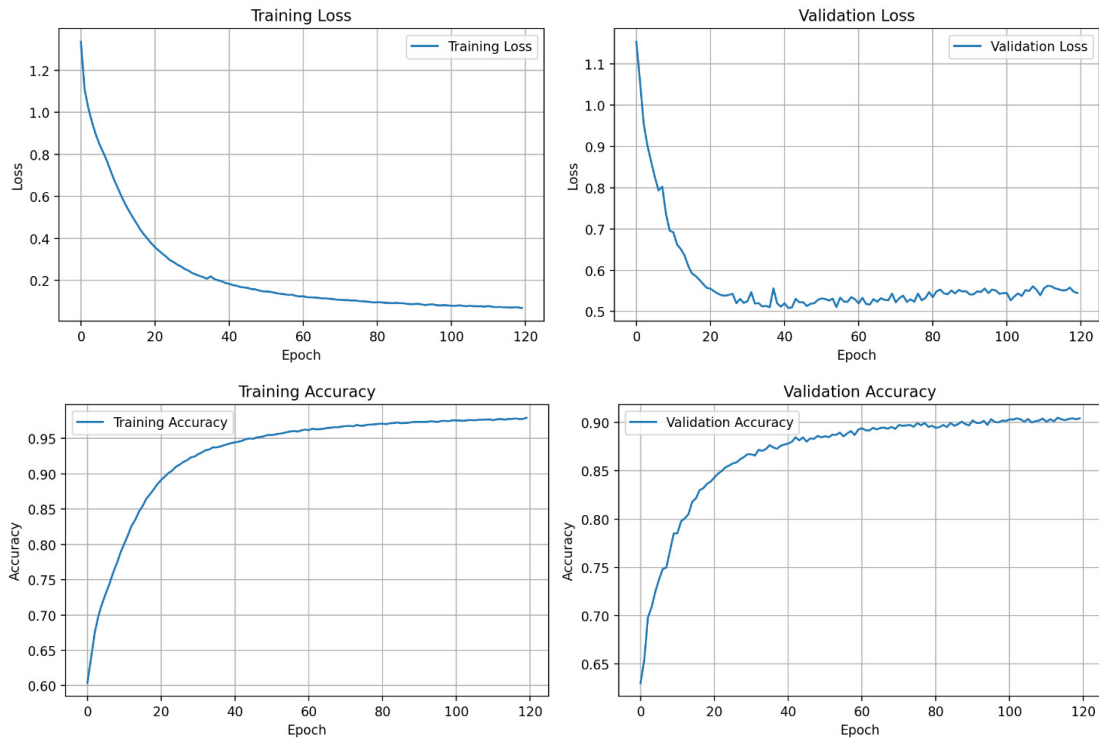 Training Loss
Training Loss
1.2
1.0
0.8
0.6
0.4
0.2
Loss
0 20 40 60 80 100 120
Epoch
Validation Loss
Validation Loss
1.1
1.0
0.9
0.8
0.7
0.6
0.5
Loss
0 20 40 60 80 100 120
Epoch
Training Accuracy
Training Accuracy
0.95
0.90
0.85
0.80
0.75
0.70
0.65
0.60
Accuracy
0 20 40 60 80 100 120
Epoch
Validation Accuracy
Validation Accuracy
0.90
0.85
0.80
0.75
0.70
0.65
Accuracy
0 20 40 60 80 100 120
Epoch